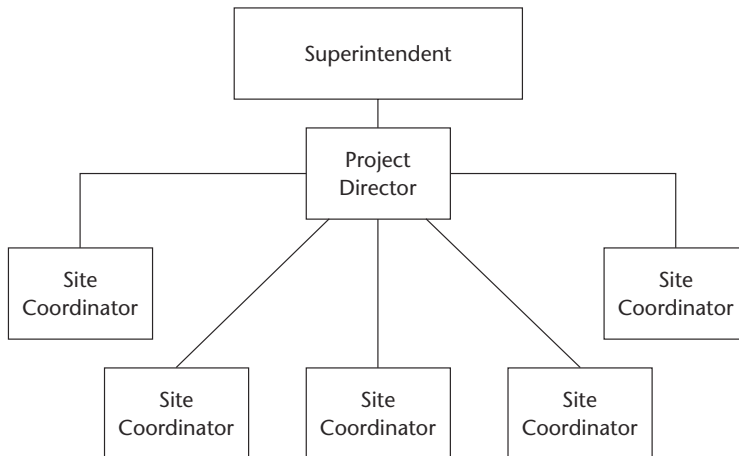 Superintendent
Project
Director
Site
Coordinator
Site
Coordinator
Site
Coordinator
Site
Coordinator
Site
Coordinator